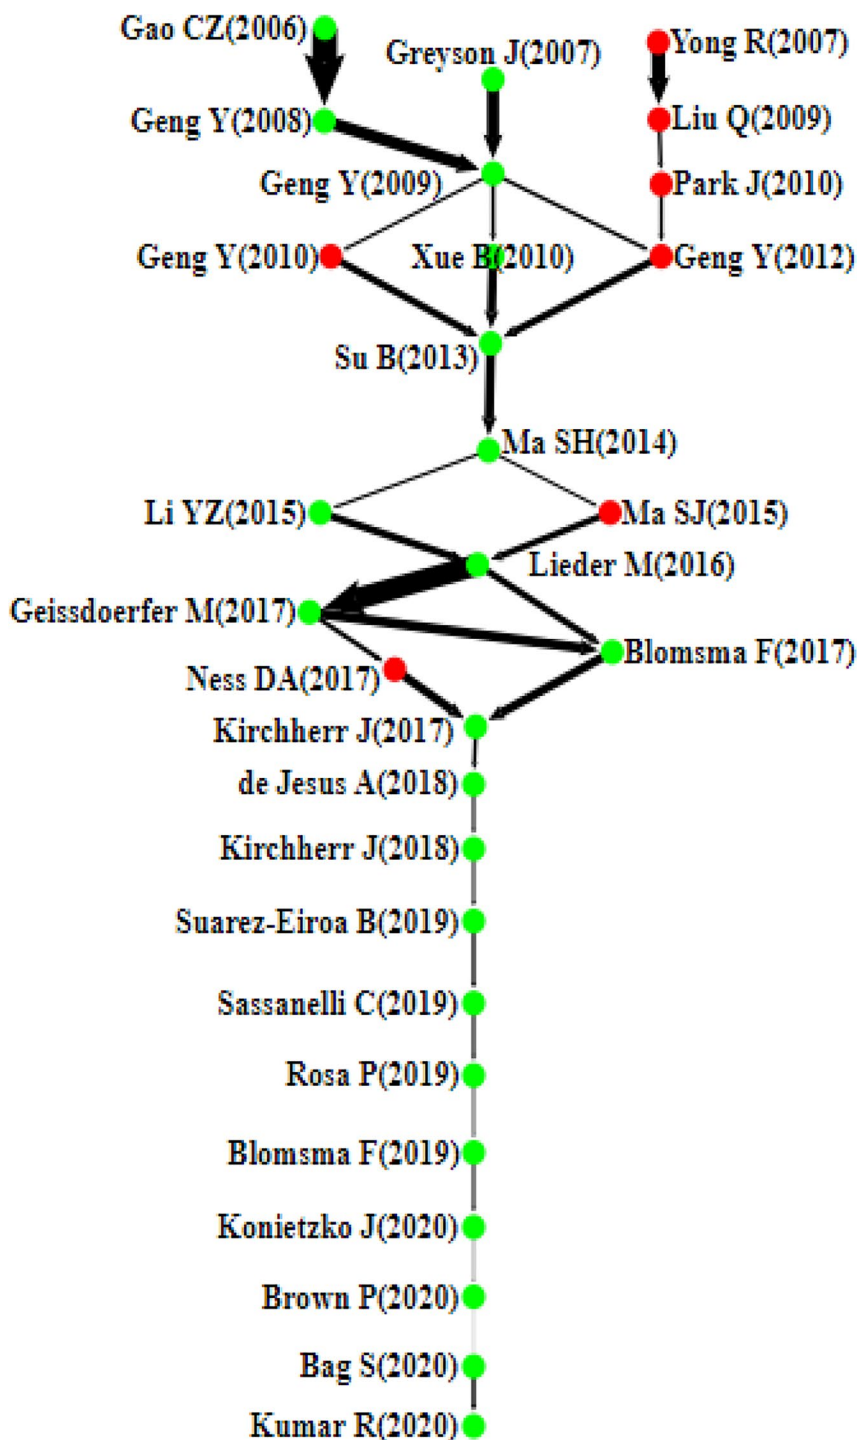 Gao CZ(2006)
Greyson J(2007)
Yong R(2007)
Geng Y(2008)
Liu Q(2009)
Geng Y(2009)
Park J(2010)
Geng Y(2010)
Xue B(2010)
Geng Y(2012)
Su B(2013)
Ma SH(2014)
Li YZ(2015)
Ma SJ(2015)
Lieder M(2016)
Geissdoerfer M(2017)
Blomsma F(2017)
Ness DA(2017)
Kirchherr J(2017)
de Jesus A(2018)
Kirchherr J(2018)
Suarez-Eiroa B(2019)
Sassanelli C(2019)
Rosa P(2019)
Blomsma F(2019)
Konietzko J(2020)
Brown P(2020)
Bag S(2020)
Kumar R(2020)